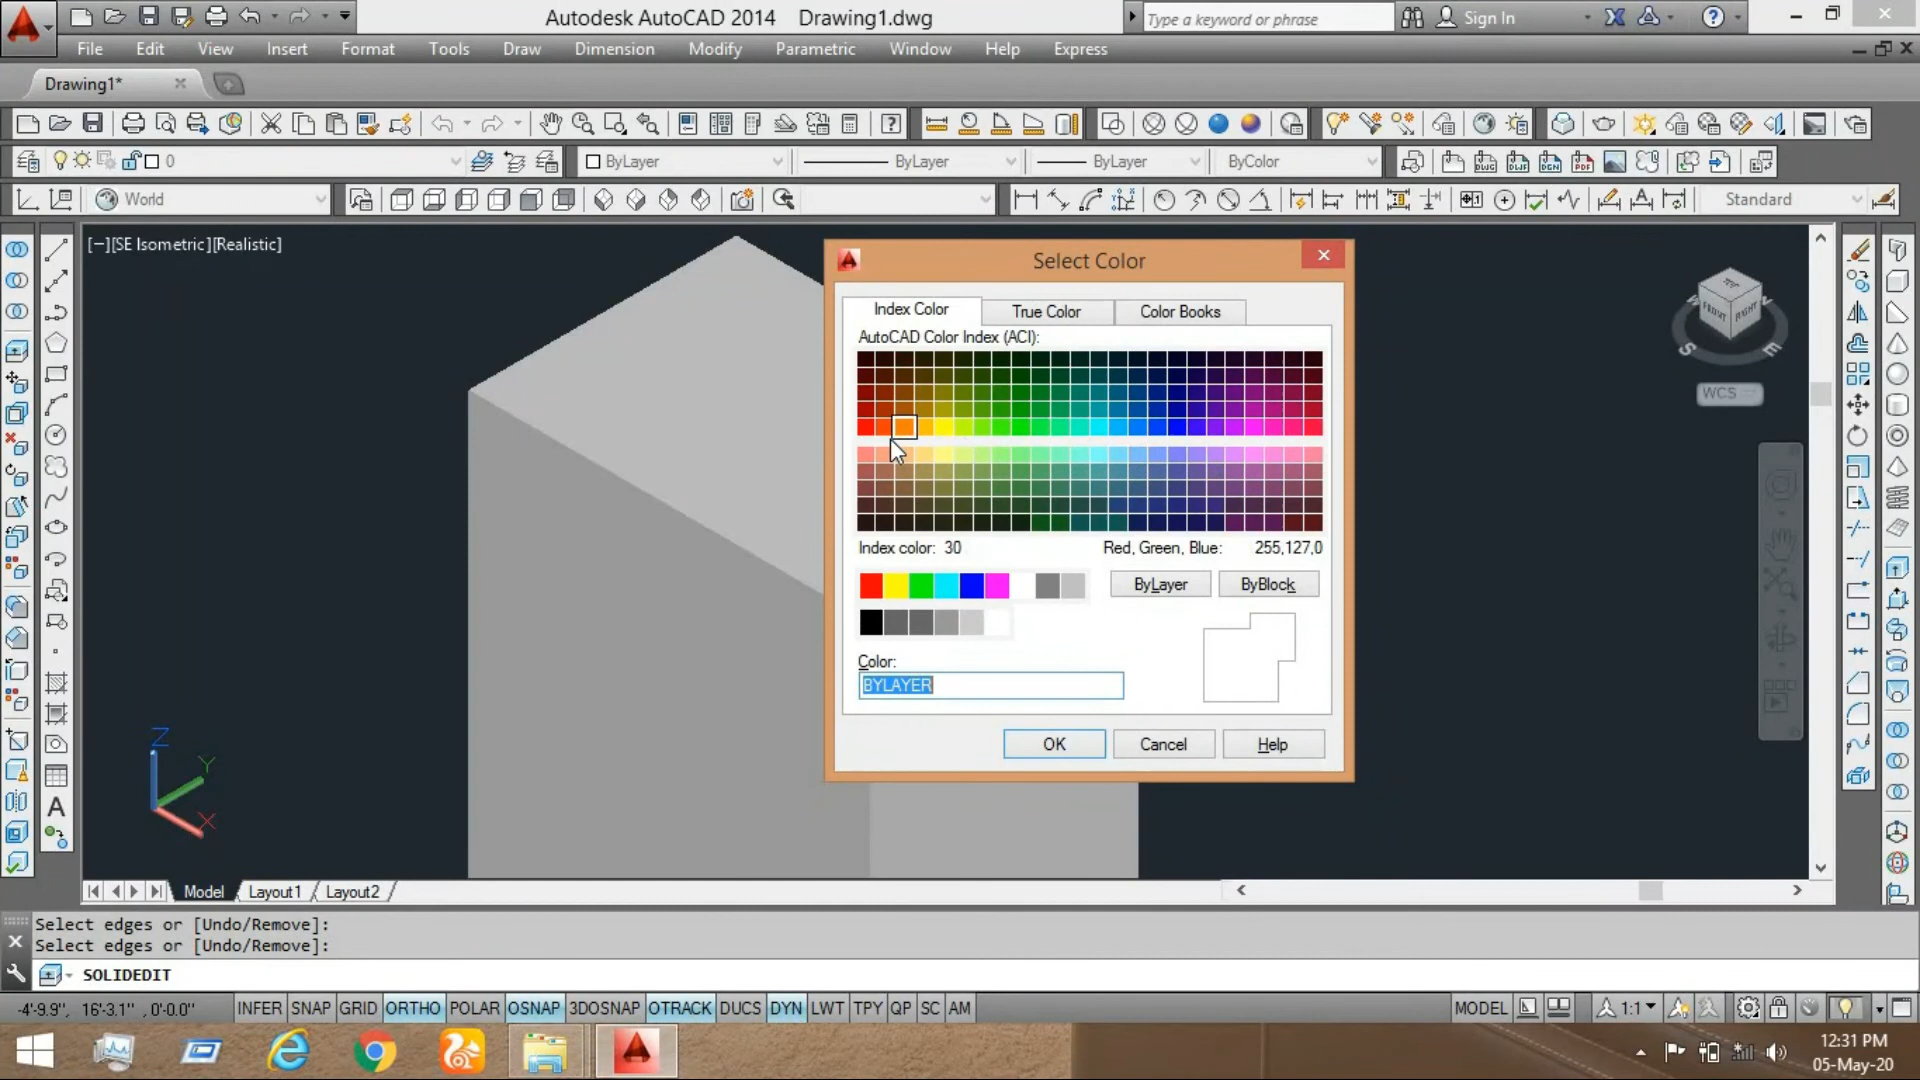 Autodesk AutoCAD 2014 Drawing1.dwg
Type a keyword or phrase
Sign In
File Edit View Insert Format Tools Draw Dimension Modify Parametric Window Help Express
Drawing1*
0
ByLayer
ByLayer
ByLayer
ByColor
World
Standard
[–][SE Isometric][Realistic]
Select Color
Index Color True Color Color Books
AutoCAD Color Index (ACI):
Index color: 30
Red, Green, Blue: 255,127,0
ByLayer ByBlock
Color:
BYLAYER
OK Cancel Help
TOP
FRONT
RIGHT
S
E
WCS
Z
Y
X
Model Layout1 Layout2
Select edges or [Undo/Remove]:
Select edges or [Undo/Remove]:
SOLIDEDIT
-4'-9.9", 16'-3.1" , 0'-0.0"
INFER SNAP GRID ORTHO POLAR OSNAP 3DOSNAP OTRACK DUCS DYN LWT TPY QP SC AM
MODEL
1:1
12:31 PM
05-May-20